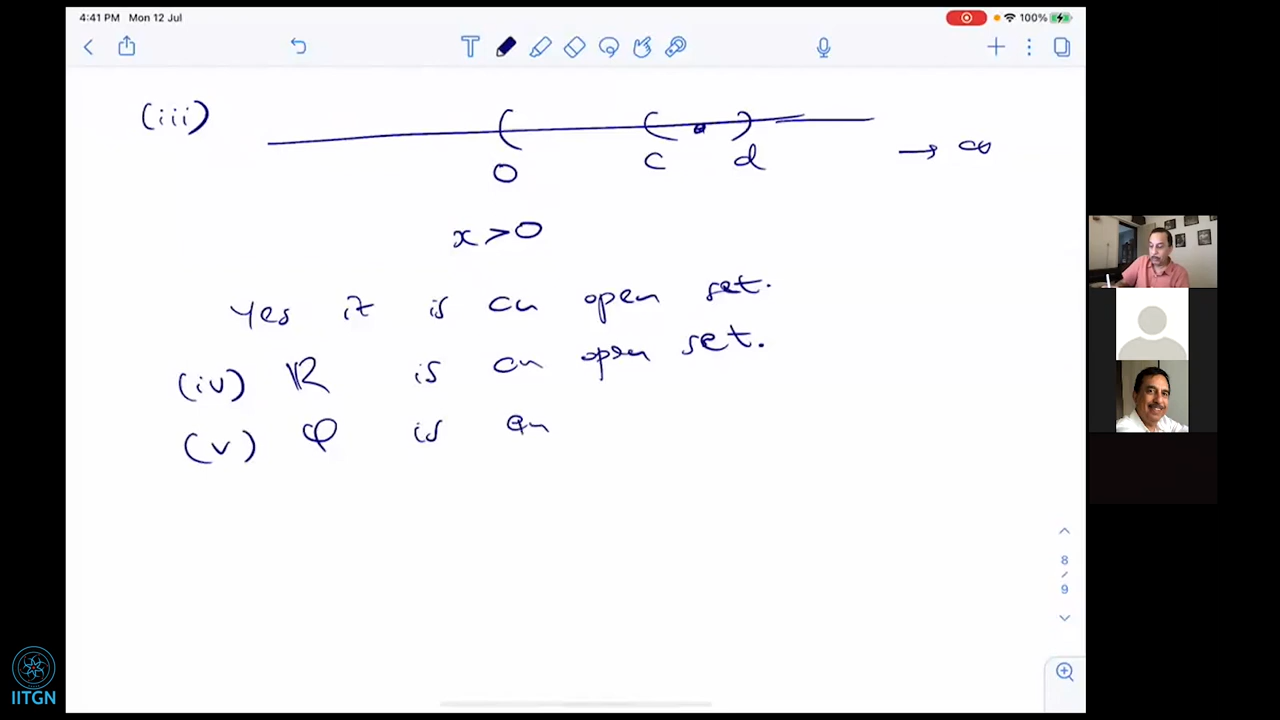 4:41 PM Mon 12 Jul
100%
(iii)
0 c d → ∞
x > 0
Yes it is an open set.
(iv) ℝ is an open set.
(v) φ is an
8
/
9
IITGN